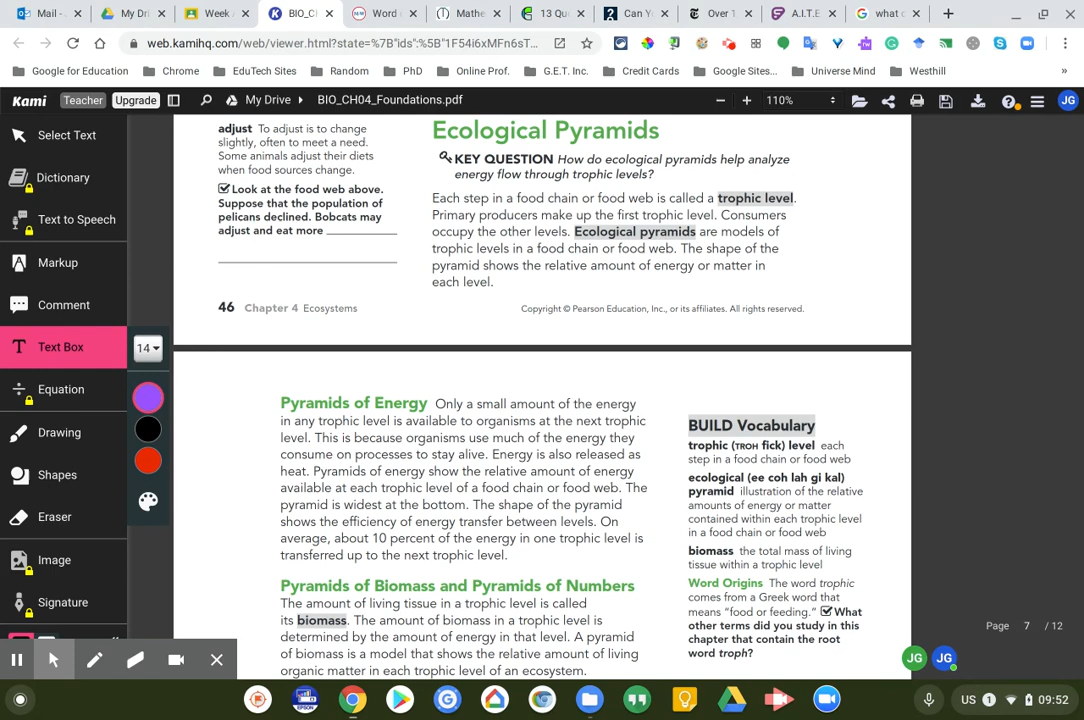 Mail -
My Dri
Week
BIO_CH
Word s
Mathe
13 Que
Can Yo
Over T
A.I.T.E
what c
web.kamihq.com/web/viewer.html?state=%7B"ids":%5B"1F54i6xMFn6sT...
Google for Education
Chrome
EduTech Sites
Random
PhD
Online Prof.
G.E.T. Inc.
Credit Cards
Google Sites...
Universe Mind
Westhill
»
Kami
Teacher
Upgrade
My Drive
BIO_CH04_Foundations.pdf
110%
JG
Select Text
Dictionary
Text to Speech
Markup
Comment
Text Box
14
Equation
Drawing
Shapes
Eraser
Image
Signature
adjust To adjust is to change
slightly, often to meet a need.
Some animals adjust their diets
when food sources change.
Look at the food web above.
Suppose that the population of
pelicans declined. Bobcats may
adjust and eat more ___________
Ecological Pyramids
KEY QUESTION How do ecological pyramids help analyze
energy flow through trophic levels?
Each step in a food chain or food web is called a trophic level.
Primary producers make up the first trophic level. Consumers
occupy the other levels. Ecological pyramids are models of
trophic levels in a food chain or food web. The shape of the
pyramid shows the relative amount of energy or matter in
each level.
46 Chapter 4 Ecosystems
Copyright © Pearson Education, Inc., or its affiliates. All rights reserved.
Pyramids of Energy Only a small amount of the energy
in any trophic level is available to organisms at the next trophic
level. This is because organisms use much of the energy they
consume on processes to stay alive. Energy is also released as
heat. Pyramids of energy show the relative amount of energy
available at each trophic level of a food chain or food web. The
pyramid is widest at the bottom. The shape of the pyramid
shows the efficiency of energy transfer between levels. On
average, about 10 percent of the energy in one trophic level is
transferred up to the next trophic level.
Pyramids of Biomass and Pyramids of Numbers
The amount of living tissue in a trophic level is called
its biomass. The amount of biomass in a trophic level is
determined by the amount of energy in that level. A pyramid
of biomass is a model that shows the relative amount of living
organic matter in each trophic level of an ecosystem.
BUILD Vocabulary
trophic (TROH fick) level each
step in a food chain or food web
ecological (ee coh lah gi kal)
pyramid illustration of the relative
amounts of energy or matter
contained within each trophic level
in a food chain or food web
biomass the total mass of living
tissue within a trophic level
Word Origins The word trophic
comes from a Greek word that
means "food or feeding." What
other terms did you study in this
chapter that contain the root
word troph?
Page 7 / 12
JG
JG
EPSON
US
1
09:52